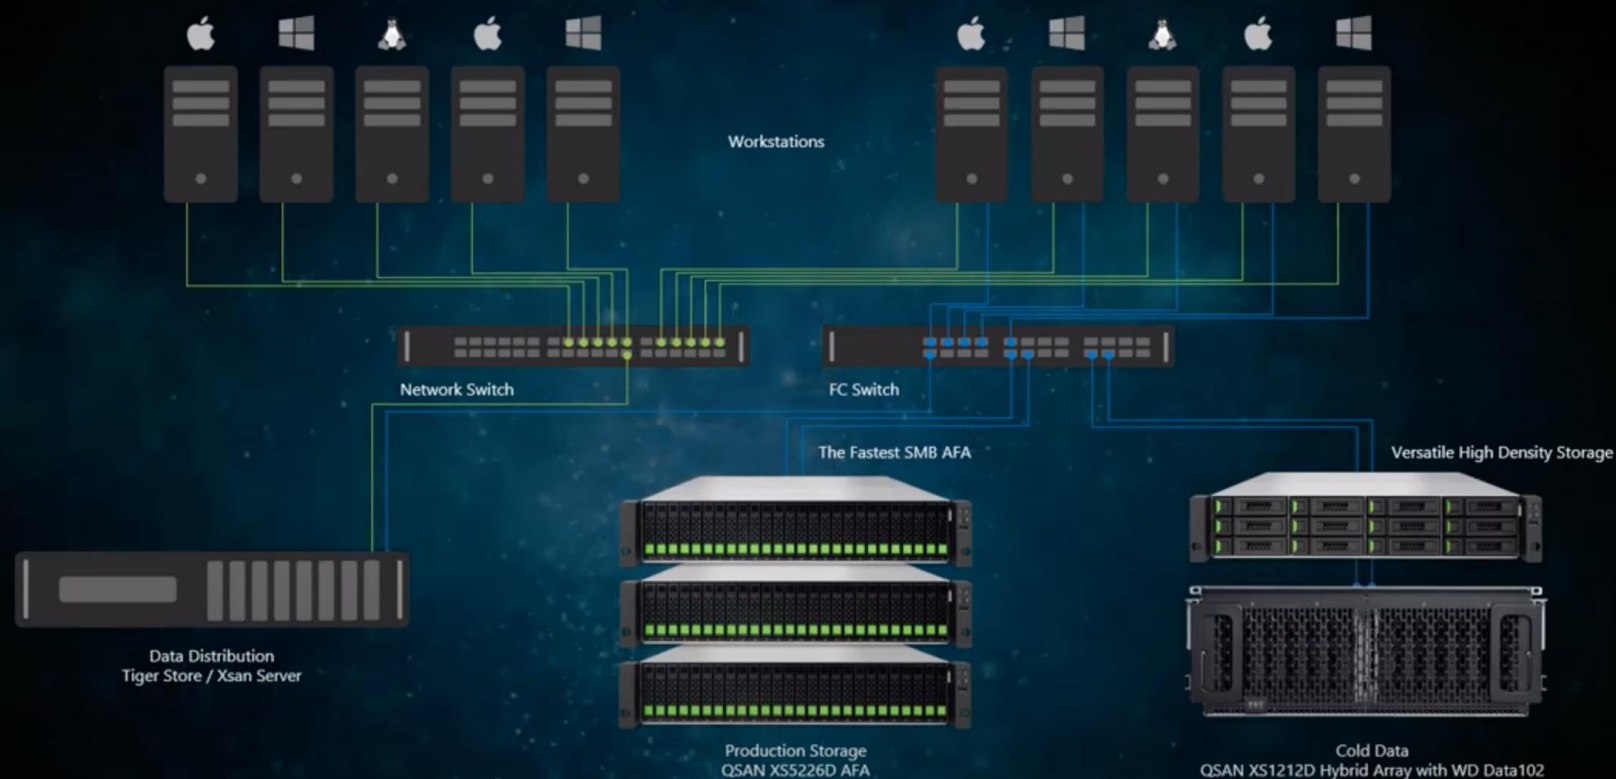 Workstations
Network Switch
FC Switch
The Fastest SMB AFA
Versatile High Density Storage
Data Distribution
Tiger Store / Xsan Server
Production Storage
QSAN XS5226D AFA
Cold Data
QSAN XS1212D Hybrid Array with WD Data102